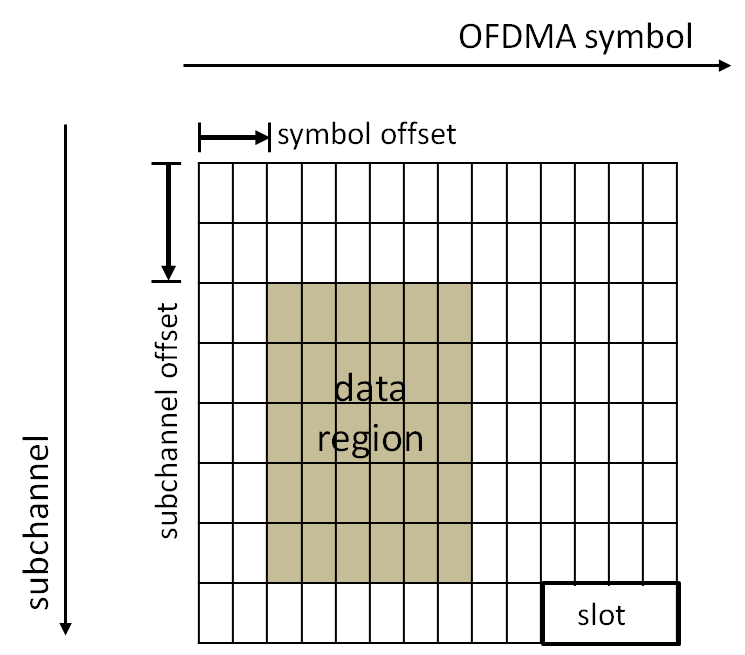 OFDMA symbol
symbol offset
subchannel offset
subchannel
data
region
slot